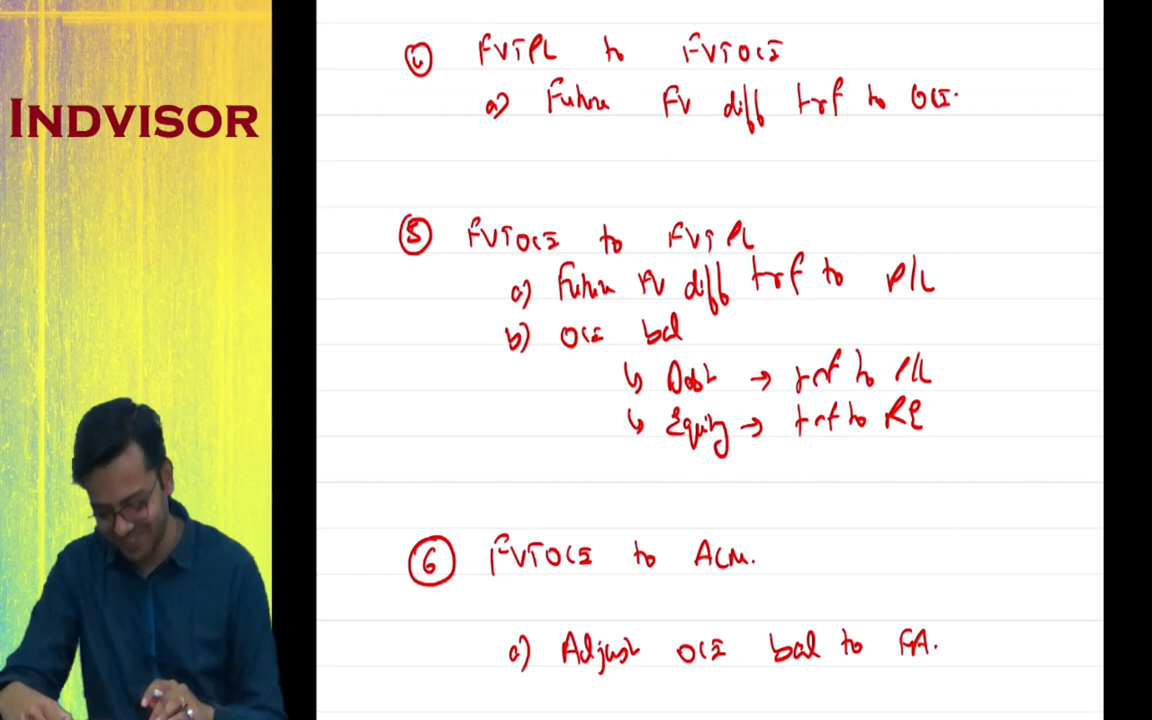 INDVISOR
④ FVTPL to FVTOCI
a) Future FV diff trf to OCI.
⑤ FVTOCI to FVTPL
a) Future FV diff trf to P/L
b) OCI bal
↳ Debt → trf to P/L
↳ Equity → trf to RE
⑥ FVTOCI to ACM.
a) Adjust OCI bal to FA.